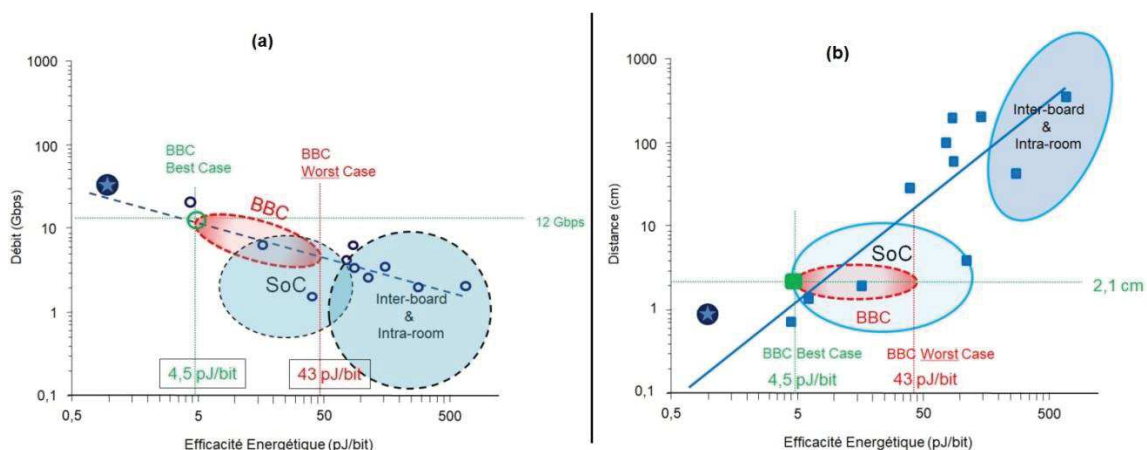 (a)
1000
100
10
1
0,1
Débit (Gbps)
BBC
Best Case
BBC
Worst Case
BBC
12 Gbps
SoC
Inter-board
&
Intra-room
4,5 pJ/bit
43 pJ/bit
0,5
5
50
500
Efficacité Energétique (pJ/bit)
(b)
1000
100
10
1
0,1
Distance (cm)
Inter-board
&
Intra-room
SoC
BBC
2,1 cm
BBC Best Case
4,5 pJ/bit
BBC Worst Case
43 pJ/bit
0,5
5
50
500
Efficacité Energétique (pJ/bit)